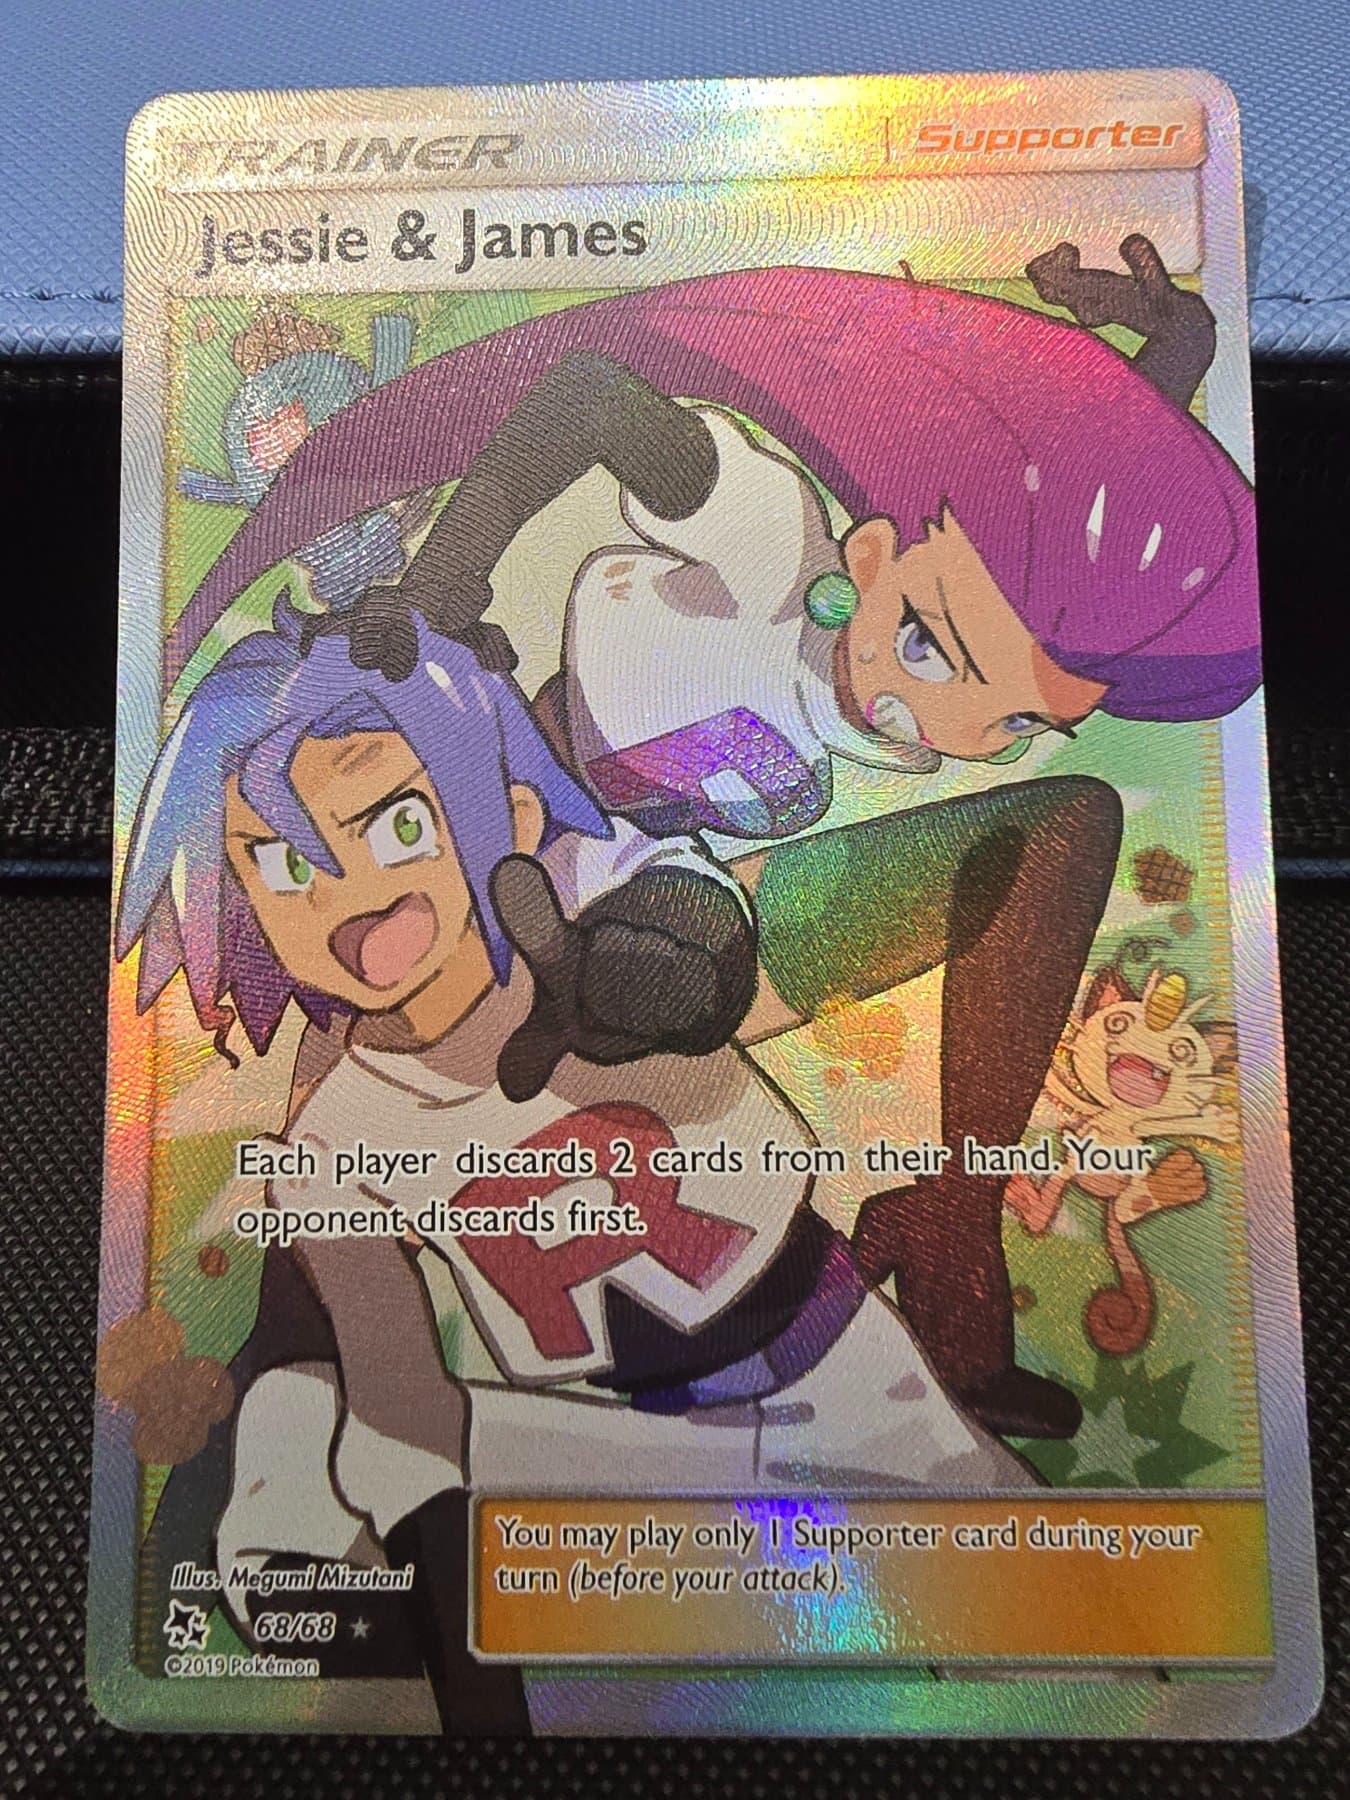 TRAINER
Supporter
Jessie & James
R
R
Each player discards 2 cards from their hand. Your
opponent discards first.
You may play only 1 Supporter card during your
turn (before your attack).
Illus. Megumi Mizutani
68/68 ★
©2019 Pokémon